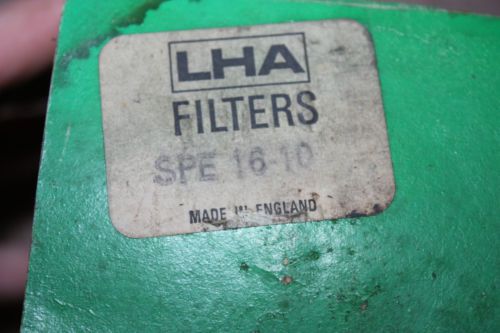 LHA
FILTERS
SPE 16-10
MADE IN ENGLAND